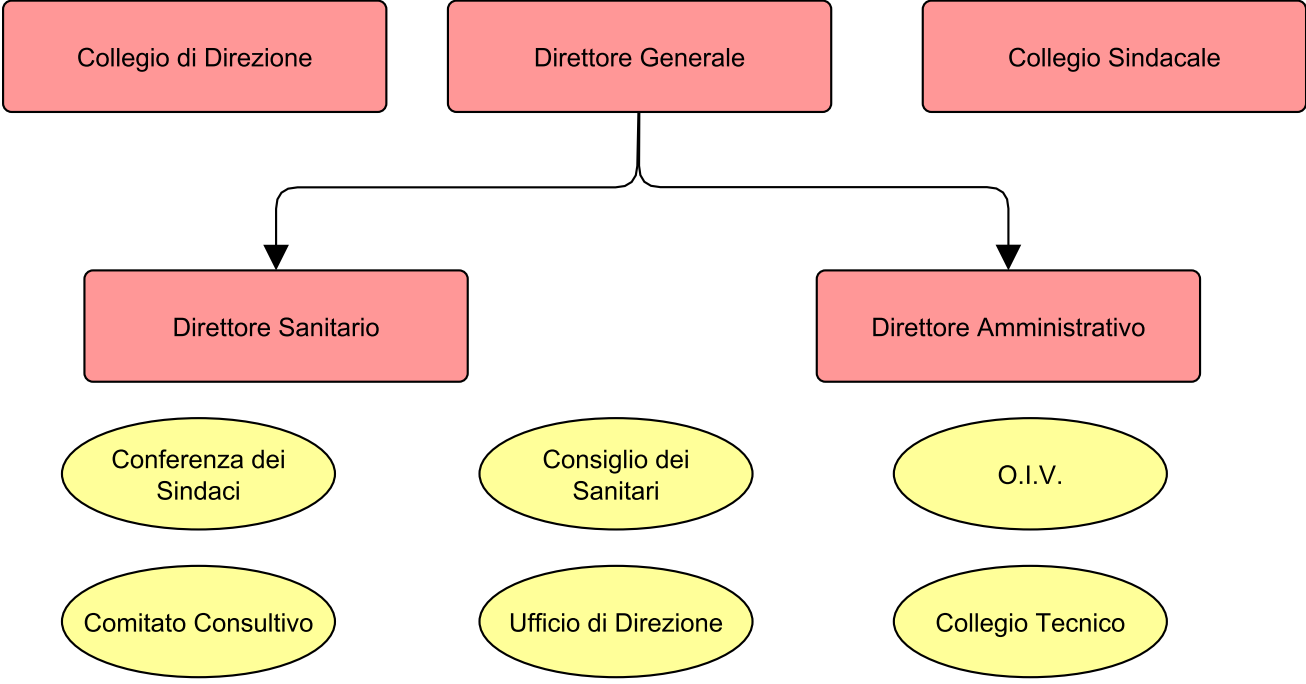 Collegio di Direzione
Direttore Generale
Collegio Sindacale
Direttore Sanitario
Direttore Amministrativo
Conferenza dei
Sindaci
Consiglio dei
Sanitari
O.I.V.
Comitato Consultivo
Ufficio di Direzione
Collegio Tecnico